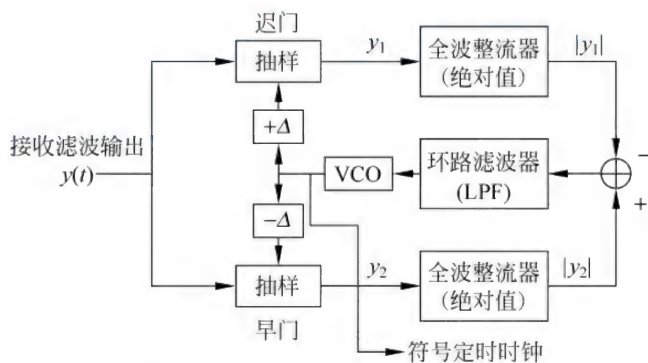 迟门
抽样
y₁
全波整流器
(绝对值)
|y₁|
+Δ
接收滤波输出
y(t)
VCO
环路滤波器
(LPF)
−
+
−Δ
抽样
y₂
全波整流器
(绝对值)
|y₂|
早门
符号定时时钟